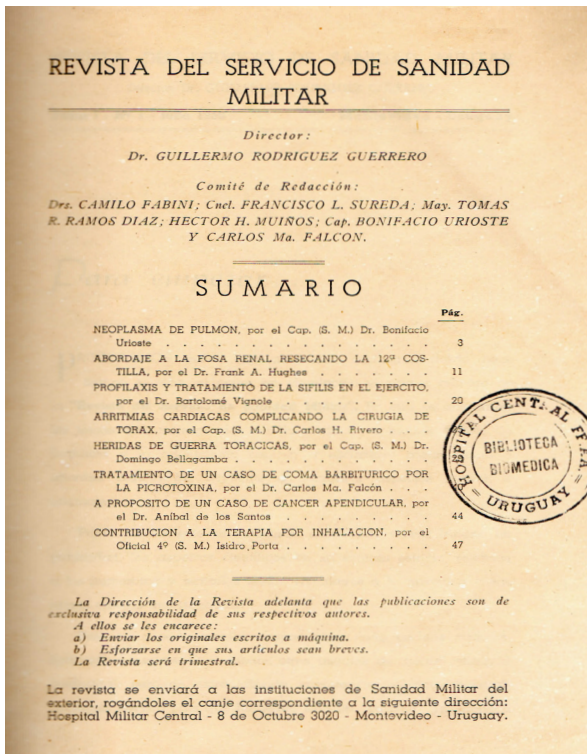 REVISTA DEL SERVICIO DE SANIDAD
MILITAR
Director:
Dr. GUILLERMO RODRIGUEZ GUERRERO
Comité de Redacción:
Drs. CAMILO FABINI; Cnel. FRANCISCO L. SUREDA; May. TOMAS
R. RAMOS DIAZ; HECTOR H. MUIÑOS; Cap. BONIFACIO URIOSTE
Y CARLOS Ma. FALCON.
SUMARIO
Pág.
NEOPLASMA DE PULMON, por el Cap. (S. M.) Dr. Bonifacio
Urioste . . . . . . . . . . . . . . 3
ABORDAJE A LA FOSA RENAL RESECANDO LA 12ª COS-
TILLA, por el Dr. Frank A. Hughes . . . . . . . 11
PROFILAXIS Y TRATAMIENTO DE LA SIFILIS EN EL EJERCITO,
por el Dr. Bartolomé Vignole . . . . . . . . 20
ARRITMIAS CARDIACAS COMPLICANDO LA CIRUGIA DE
TORAX, por el Cap. (S. M.) Dr. Carlos H. Rivero . . .
HERIDAS DE GUERRA TORACICAS, por el Cap. (S. M.) Dr.
Domingo Bellagamba . . . . . . . . . .
TRATAMIENTO DE UN CASO DE COMA BARBITURICO POR
LA PICROTOXINA, por el Dr. Carlos Ma. Falcón . . .
A PROPOSITO DE UN CASO DE CANCER APENDICULAR, por
el Dr. Aníbal de los Santos . . . . . . . . 44
CONTRIBUCION A LA TERAPIA POR INHALACION, por el
Oficial 4º (S. M.) Isidro Porta . . . . . . . . 47
HOSPITAL CENTRAL FF.AA.
BIBLIOTECA
BIOMEDICA
URUGUAY
La Dirección de la Revista adelanta que las publicaciones son de
exclusiva responsabilidad de sus respectivos autores.
A ellos se les encarece:
a) Enviar los originales escritos a máquina.
b) Esforzarse en que sus artículos sean breves.
La Revista será trimestral.
La revista se enviará a las instituciones de Sanidad Militar del
exterior, rogándoles el canje correspondiente a la siguiente dirección:
Hospital Militar Central - 8 de Octubre 3020 - Montevideo - Uruguay.